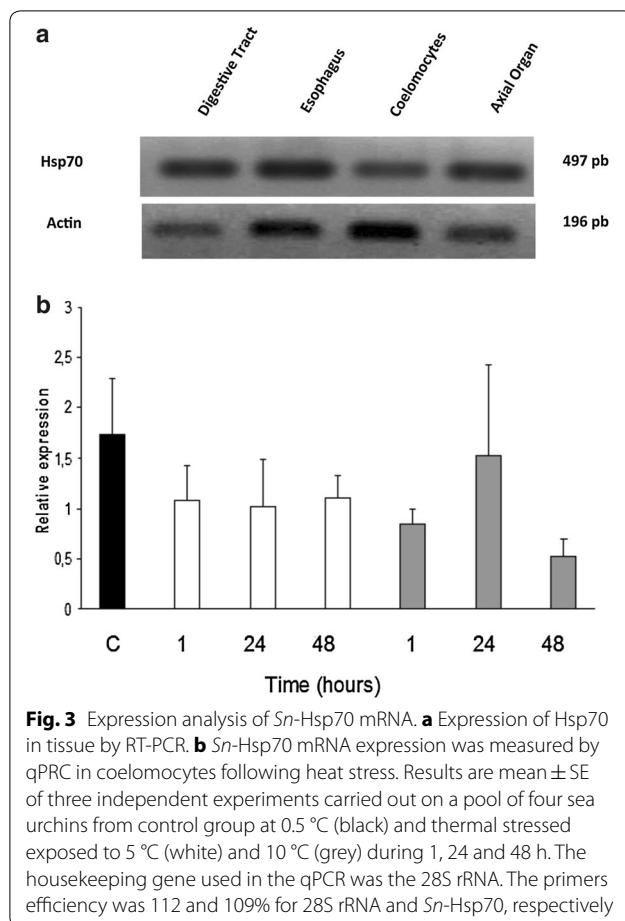 a
Digestive Tract
Esophagus
Coelomocytes
Axial Organ
Hsp70
497 pb
Actin
196 pb
b
3
2,5
2
1,5
1
0,5
0
Relative expression
C 1 24 48 1 24 48
Time (hours)
Fig. 3 Expression analysis of Sn-Hsp70 mRNA. a Expression of Hsp70
in tissue by RT-PCR. b Sn-Hsp70 mRNA expression was measured by
qPRC in coelomocytes following heat stress. Results are mean ± SE
of three independent experiments carried out on a pool of four sea
urchins from control group at 0.5 °C (black) and thermal stressed
exposed to 5 °C (white) and 10 °C (grey) during 1, 24 and 48 h. The
housekeeping gene used in the qPCR was the 28S rRNA. The primers
efficiency was 112 and 109% for 28S rRNA and Sn-Hsp70, respectively